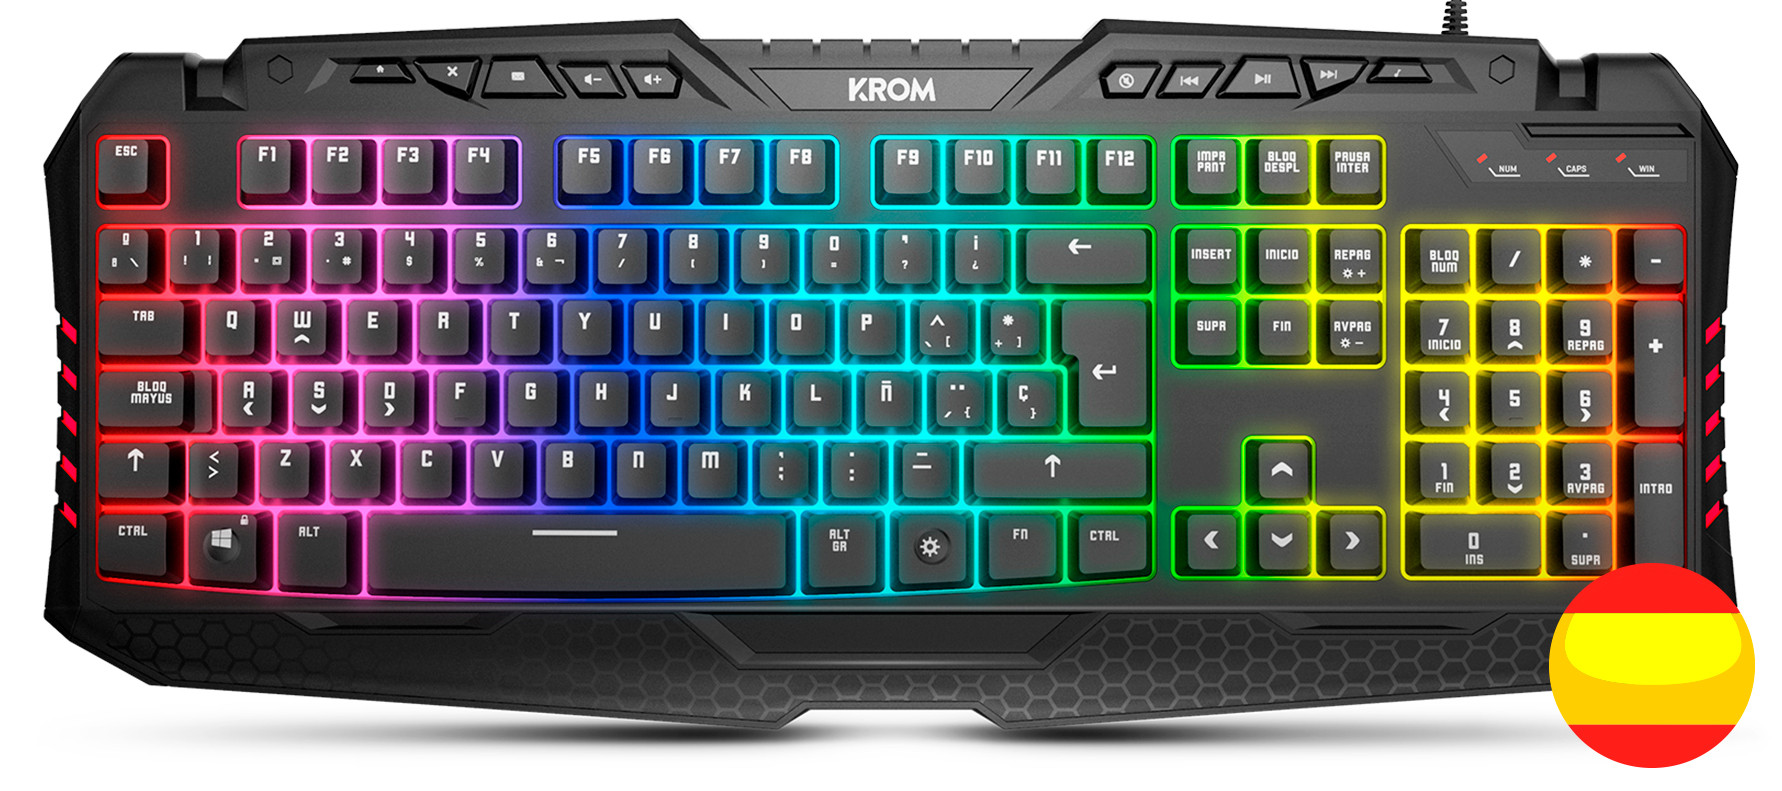 KROM
ESC F1 F2 F3 F4 F5 F6 F7 F8 F9 F10 F11 F12
IMPR PANT
BLOQ DESPL
PAUSA INTER
NUM CAPS WIN
1 ! 2 3 # 4 $ 5 % 6 & ¬ 7 / 8 ( 9 ) 0 = ' ? ¡ ¿ ←
INSERT INICIO
REPAG + 
BLOQ NUM
/ * -
TAB Q W E R T Y U I O P ^ [ * + ]
SUPR FIN
AVPAG -
7 INICIO
8
9 REPAG
+
BLOQ MAYUS
A S D F G H J K L Ñ ¨ { Ç } ↵
4 5 6
↑ < > Z X C V B N M , ; . : - _ ↑
1 FIN
2
3 AVPAG
INTRO
CTRL ALT
ALT GR
FN CTRL
0 INS
. SUPR